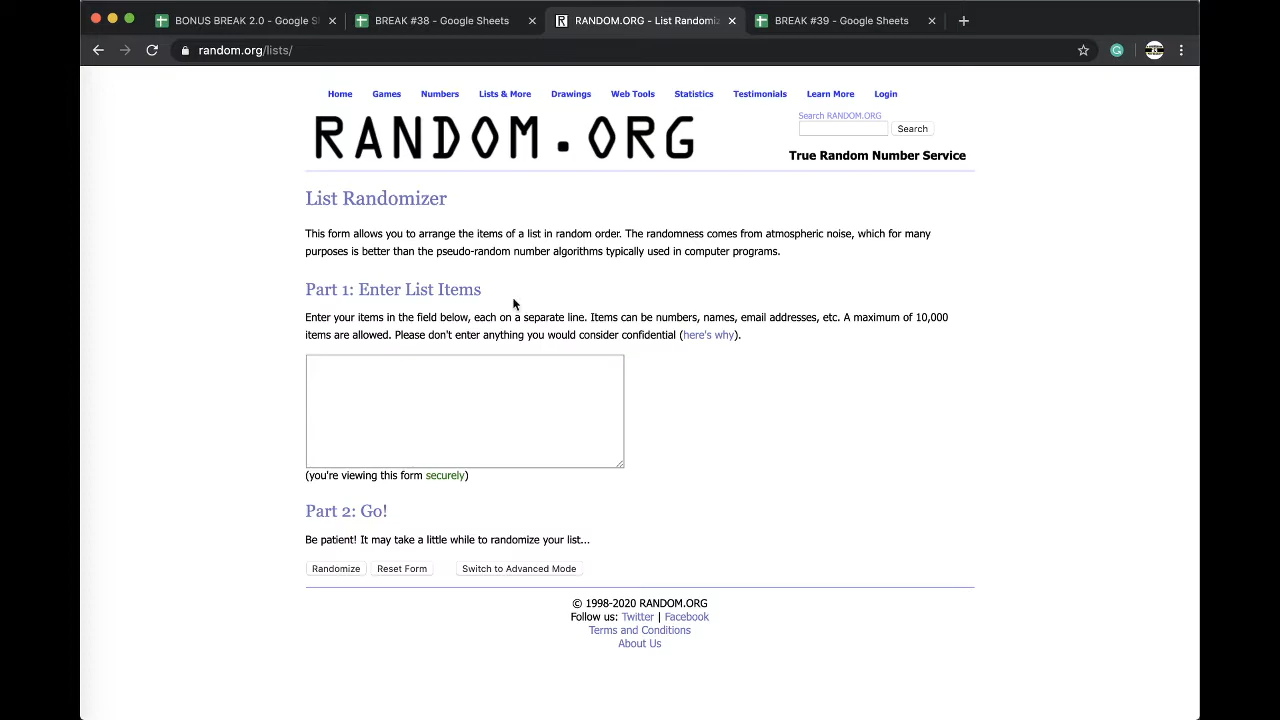 BONUS BREAK 2.0 - Google S
BREAK #38 - Google Sheets
RANDOM.ORG - List Randomiz
BREAK #39 - Google Sheets
random.org/lists/
Home Games Numbers Lists & More Drawings Web Tools Statistics Testimonials Learn More Login
RANDOM.ORG
Search RANDOM.ORG
Search
True Random Number Service
List Randomizer
This form allows you to arrange the items of a list in random order. The randomness comes from atmospheric noise, which for many
purposes is better than the pseudo-random number algorithms typically used in computer programs.
Part 1: Enter List Items
Enter your items in the field below, each on a separate line. Items can be numbers, names, email addresses, etc. A maximum of 10,000
items are allowed. Please don't enter anything you would consider confidential (here's why).
(you're viewing this form securely)
Part 2: Go!
Be patient! It may take a little while to randomize your list...
Randomize Reset Form Switch to Advanced Mode
© 1998-2020 RANDOM.ORG
Follow us: Twitter | Facebook
Terms and Conditions
About Us